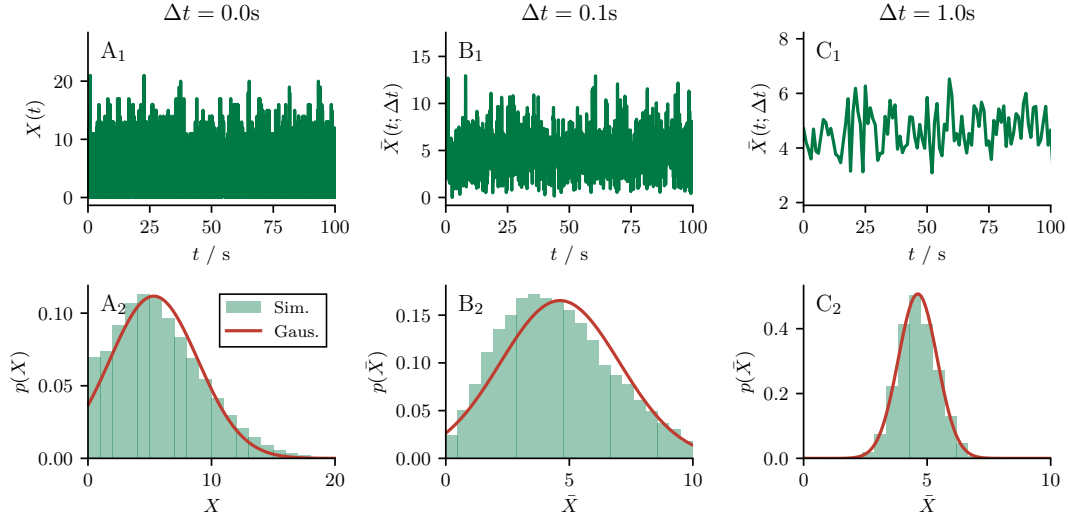 Δt = 0.0s
Δt = 0.1s
Δt = 1.0s
A₁
X(t)
20
10
0
0 25 50 75 100
t / s
B₁
X̄(t; Δt)
15
10
5
0
0 25 50 75 100
t / s
C₁
X̄(t; Δt)
8
6
4
2
0 25 50 75 100
t / s
A₂
Sim.
Gaus.
p(X)
0.10
0.05
0.00
0 10 20
X
B₂
p(X̄)
0.15
0.10
0.05
0.00
0 5 10
X̄
C₂
p(X̄)
0.4
0.2
0.0
0 5 10
X̄